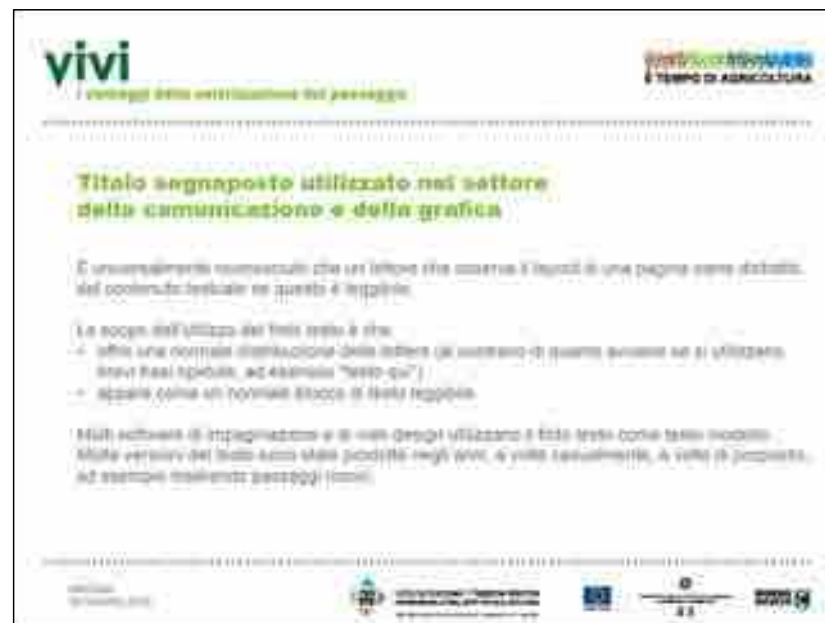 vivi
i vantaggi della valorizzazione del paesaggio
È TEMPO DI AGRICOLTURA
Titolo segnaposto utilizzato nel settore
della comunicazione e della grafica
È universalmente riconosciuto che un lettore che osserva il layout di una pagina viene distratto
dal contenuto testuale se questo è leggibile.
Lo scopo dell'utilizzo del finto testo è che
- offre una normale distribuzione delle lettere (al contrario di quanto avviene se si utilizzano
brevi frasi ripetute, ad esempio "testo qui")
- appare come un normale blocco di testo leggibile.
Molti software di impaginazione e di web design utilizzano il finto testo come testo modello.
Molte versioni del testo sono state prodotte negli anni, a volte casualmente, a volte di proposito,
ad esempio inserendo passaggi